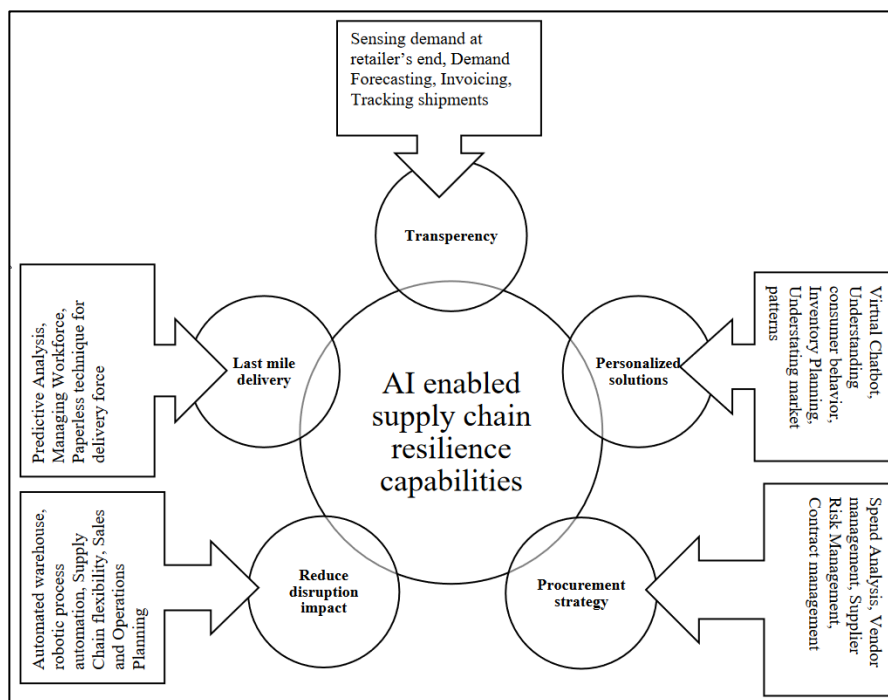 Sensing demand at
retailer's end, Demand
Forecasting, Invoicing,
Tracking shipments
Transperency
Predictive Analysis,
Managing Workforce,
Paperless technique for
delivery force
Last mile
delivery
AI enabled
supply chain
resilience
capabilities
Personalized
solutions
Virtual Chatbot,
Understanding
consumer behavior,
Inventory Planning,
Understating market
patterns
Automated warehouse,
robotic process
automation, Supply
Chain flexibility, Sales
and Operations
Planning
Reduce
disruption
impact
Procurement
strategy
Spend Analysis, Vendor
management, Supplier
Risk Management,
Contract management